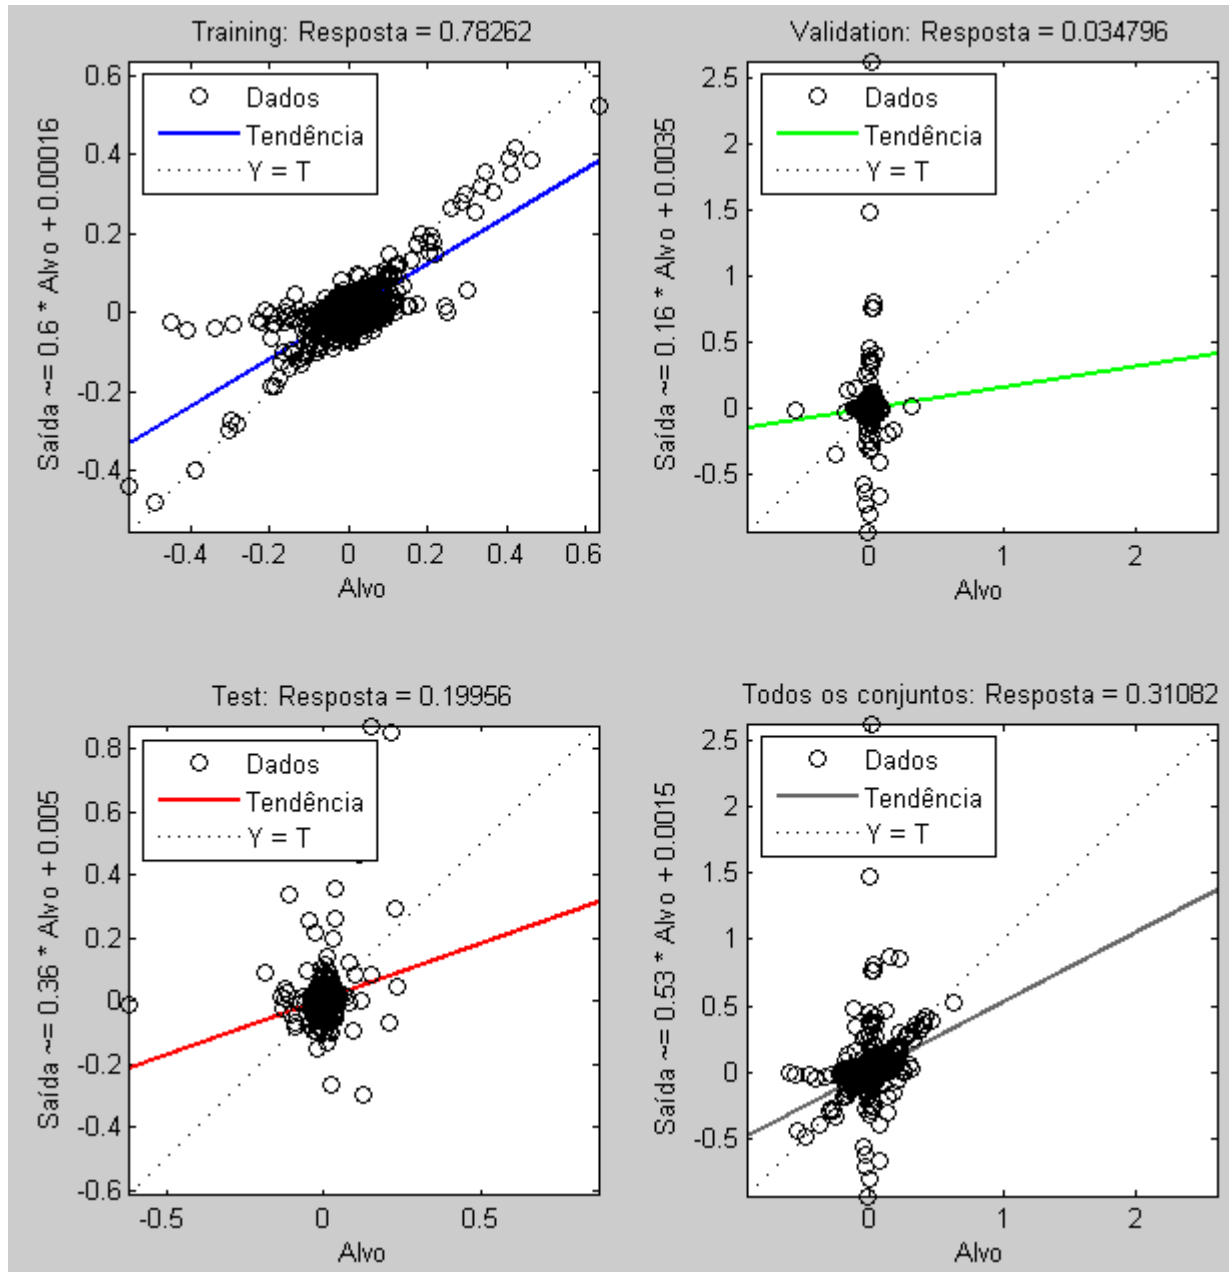 Training: Resposta = 0.78262
Saída ~= 0.6 * Alvo + 0.00016
0.6
0.4
0.2
0
-0.2
-0.4
Dados
Tendência
Y = T
-0.4 -0.2 0 0.2 0.4 0.6
Alvo
Validation: Resposta = 0.034796
Saída ~= 0.16 * Alvo + 0.0035
2.5
2
1.5
1
0.5
0
-0.5
Dados
Tendência
Y = T
0 1 2
Alvo
Test: Resposta = 0.19956
Saída ~= 0.36 * Alvo + 0.005
0.8
0.6
0.4
0.2
0
-0.2
-0.4
-0.6
Dados
Tendência
Y = T
-0.5 0 0.5
Alvo
Todos os conjuntos: Resposta = 0.31082
Saída ~= 0.53 * Alvo + 0.0015
2.5
2
1.5
1
0.5
0
-0.5
Dados
Tendência
Y = T
0 1 2
Alvo